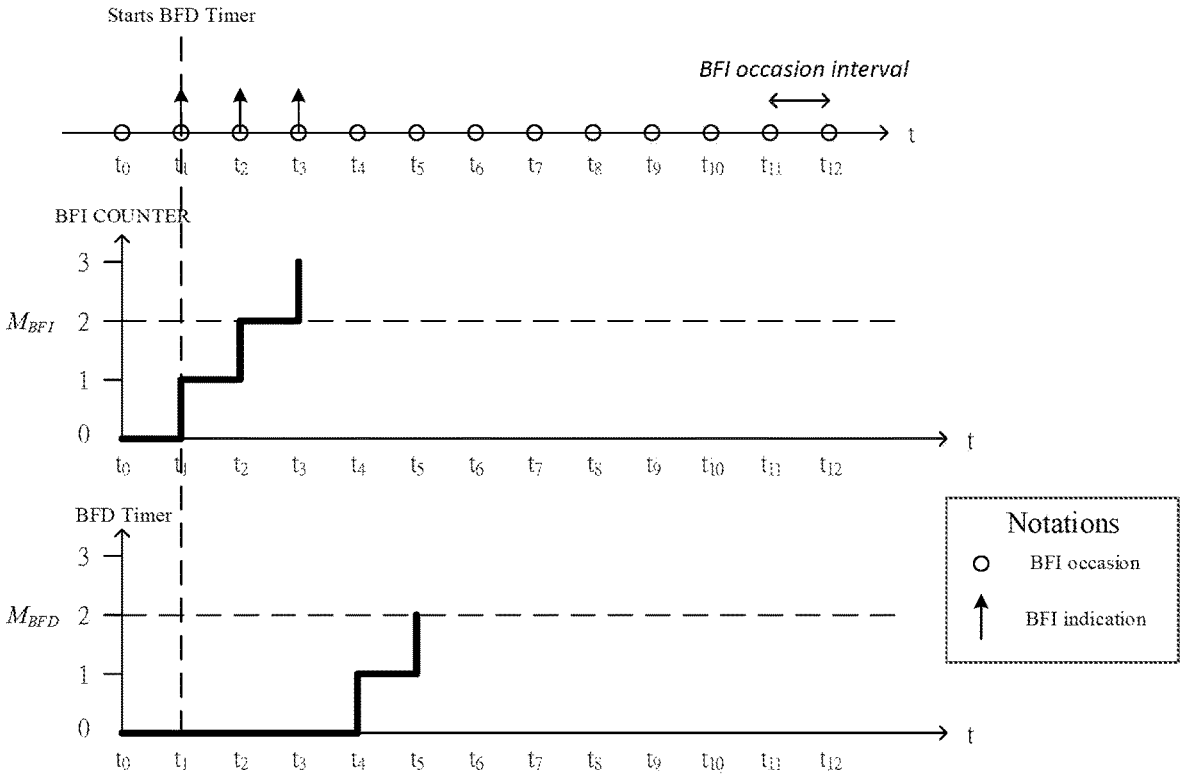 Starts BFD Timer
BFI occasion interval
t
t0 t1 t2 t3 t4 t5 t6 t7 t8 t9 t10 t11 t12
BFI COUNTER
3
MBFI 2
1
0
t
t0 t1 t2 t3 t4 t5 t6 t7 t8 t9 t10 t11 t12
BFD Timer
3
MBFD 2
1
0
t
t0 t1 t2 t3 t4 t5 t6 t7 t8 t9 t10 t11 t12
Notations
BFI occasion
BFI indication